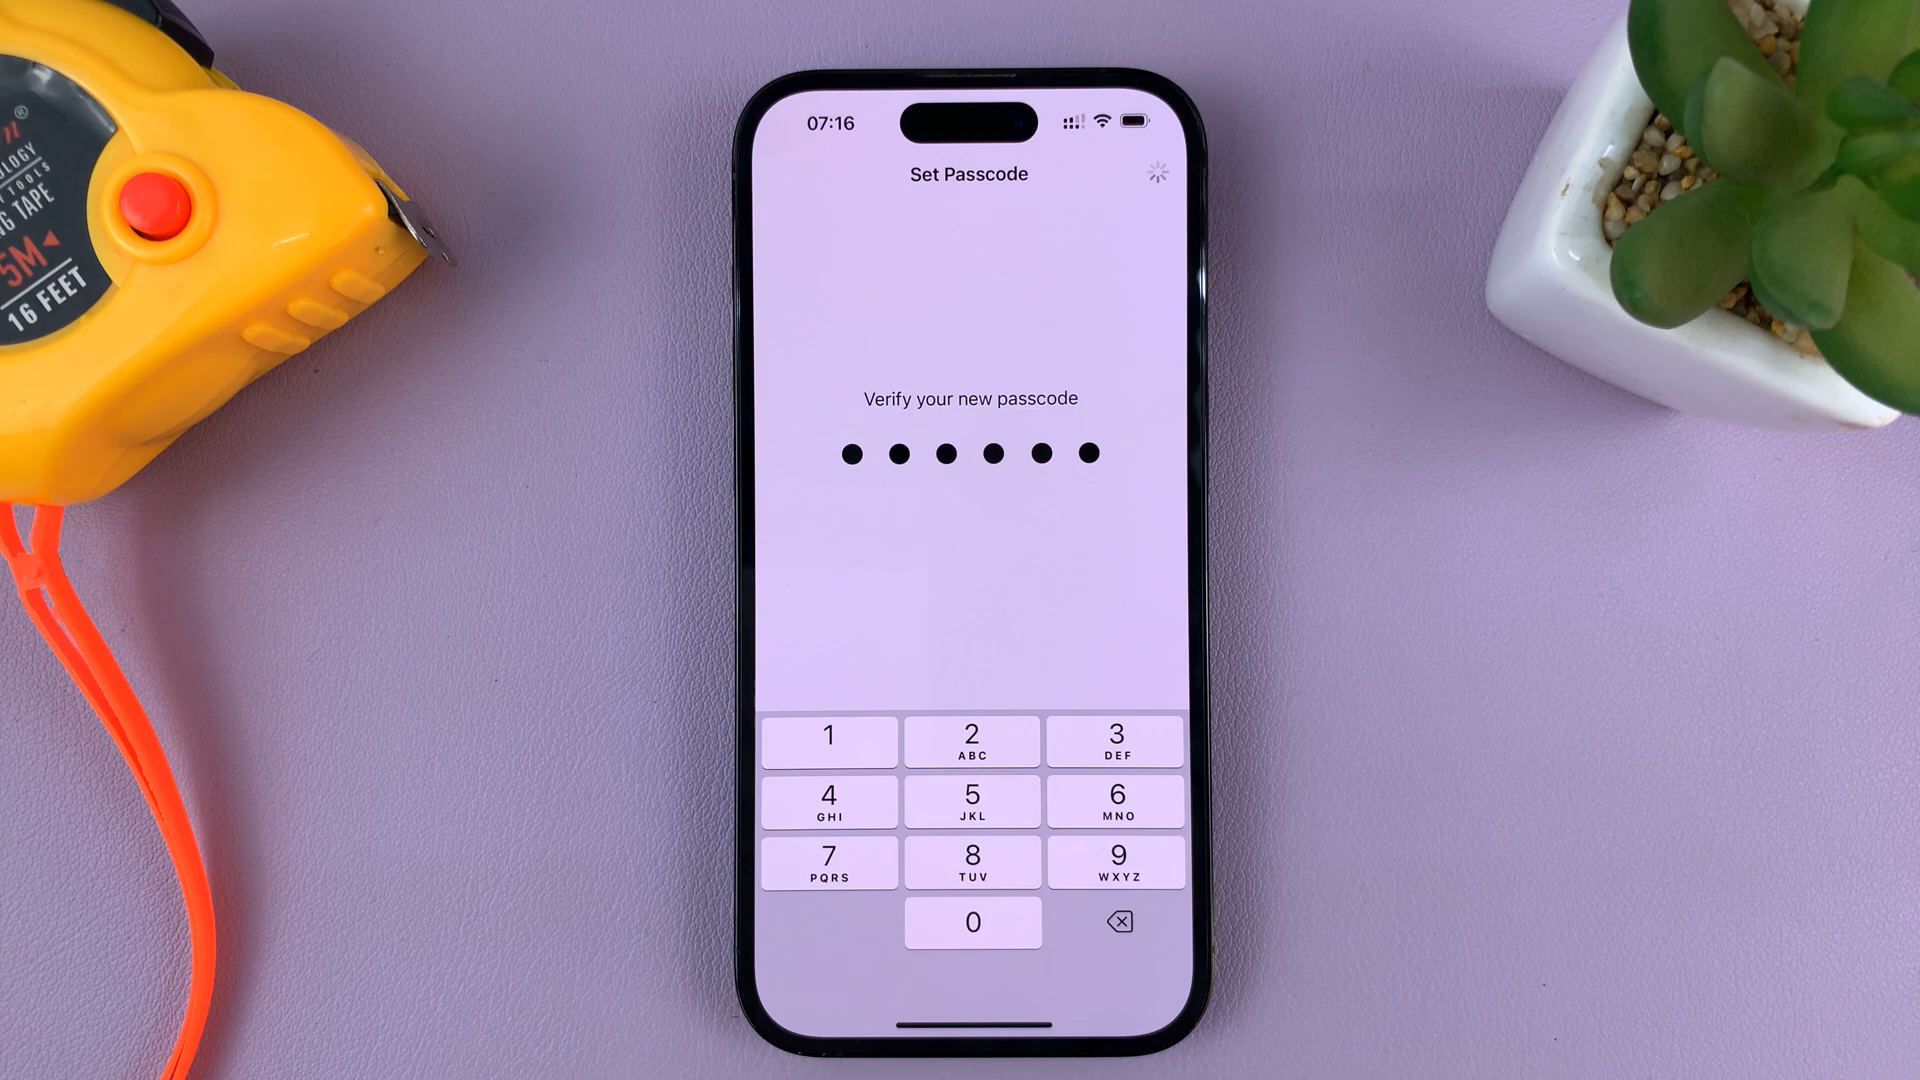 ®
G TAPE
5M
16 FEET
07:16
Set Passcode
Verify your new passcode
1
2
ABC
3
DEF
4
GHI
5
JKL
6
MNO
7
PQRS
8
TUV
9
WXYZ
0